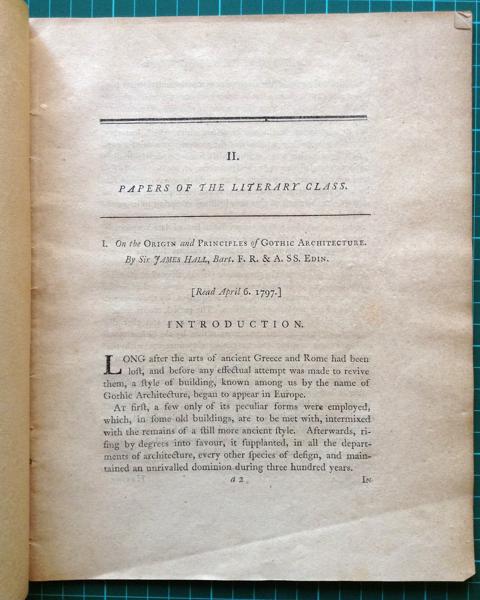 II.
PAPERS OF THE LITERARY CLASS.
I. On the ORIGIN and PRINCIPLES of GOTHIC ARCHITECTURE.
By Sir JAMES HALL, Bart. F. R. & A. SS. EDIN.
[Read April 6. 1797.]
INTRODUCTION.
LONG after the arts of ancient Greece and Rome had been
loſt, and before any effectual attempt was made to revive
them, a ſtyle of building, known among us by the name of
Gothic Architecture, began to appear in Europe.
AT firſt, a few only of its peculiar forms were employed,
which, in ſome old buildings, are to be met with, intermixed
with the remains of a ſtill more ancient ſtyle. Afterwards, ri-
ſing by degrees into favour, it ſupplanted, in all the depart-
ments of architecture, every other ſpecies of deſign, and main-
tained an unrivalled dominion during three hundred years.
a 2 IN